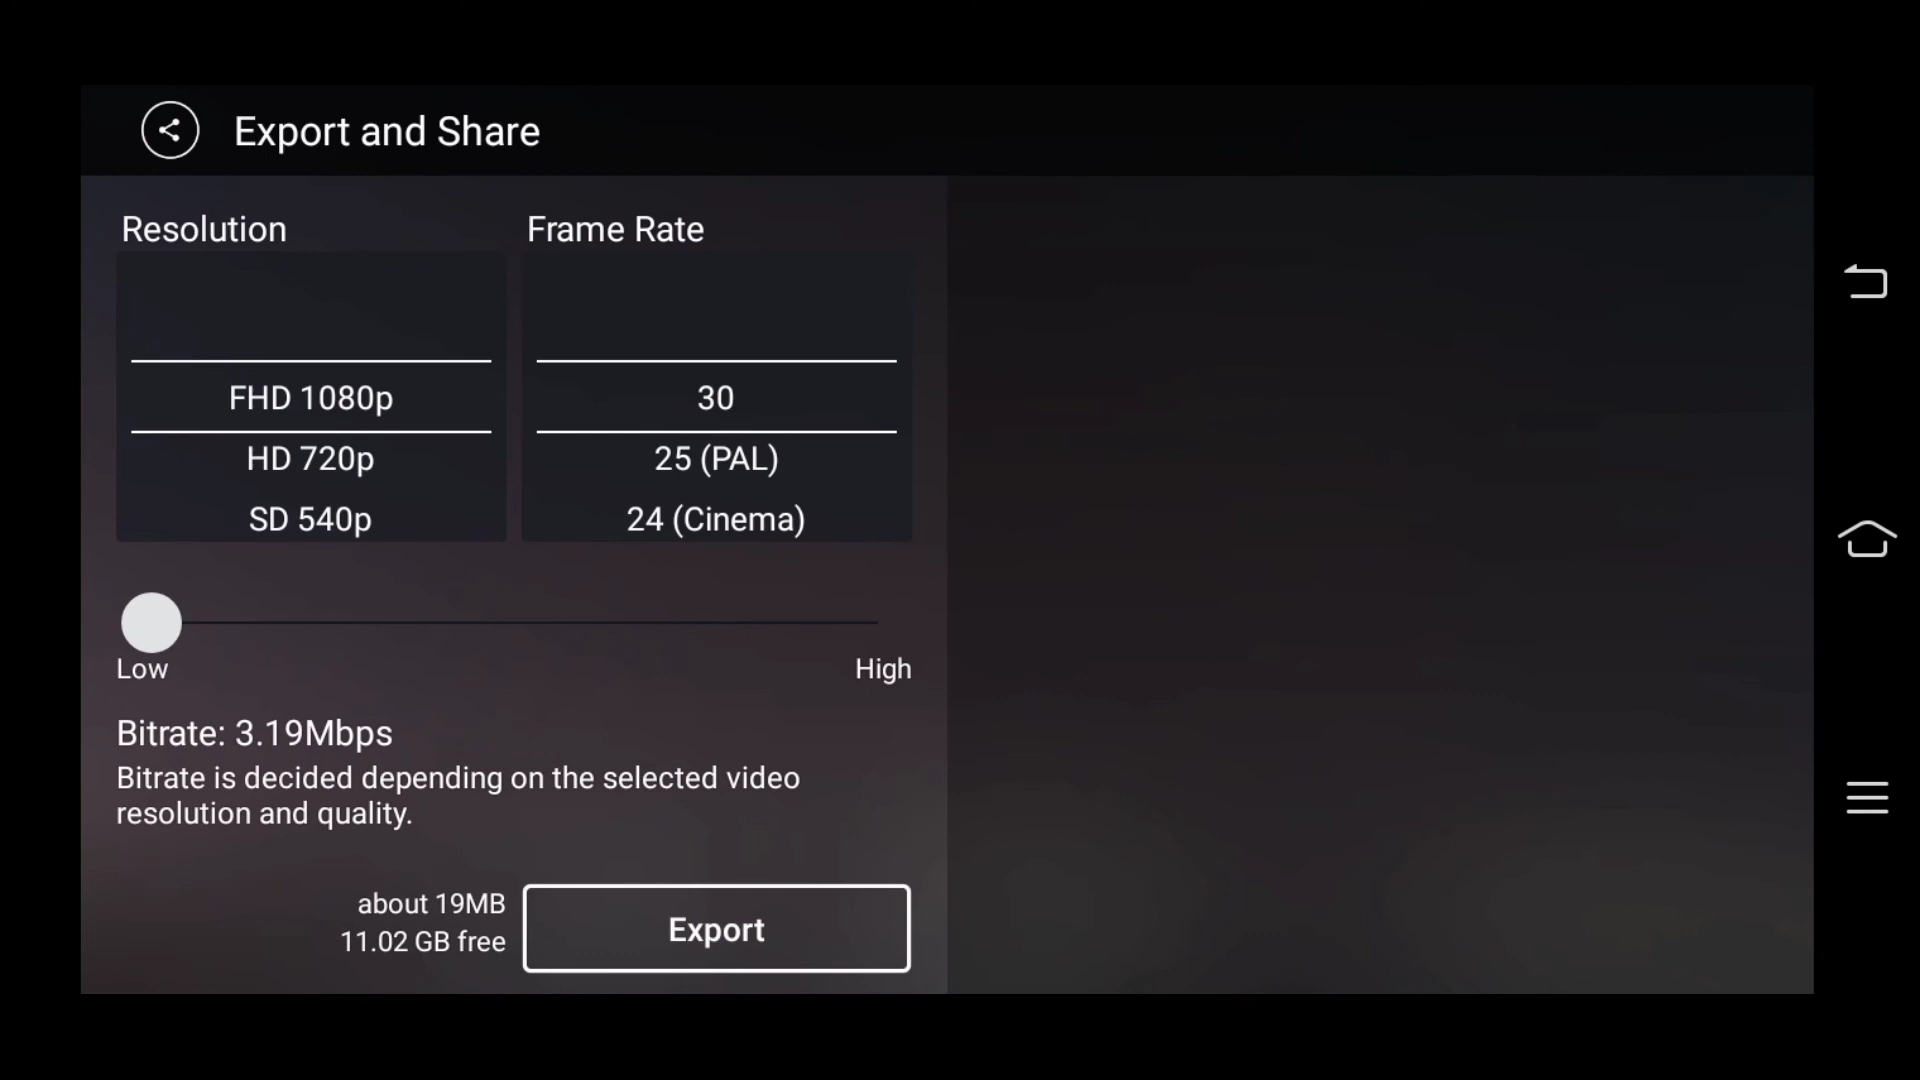 Export and Share
Resolution
Frame Rate
FHD 1080p
30
HD 720p
25 (PAL)
SD 540p
24 (Cinema)
Low
High
Bitrate: 3.19Mbps
Bitrate is decided depending on the selected video
resolution and quality.
about 19MB
11.02 GB free
Export